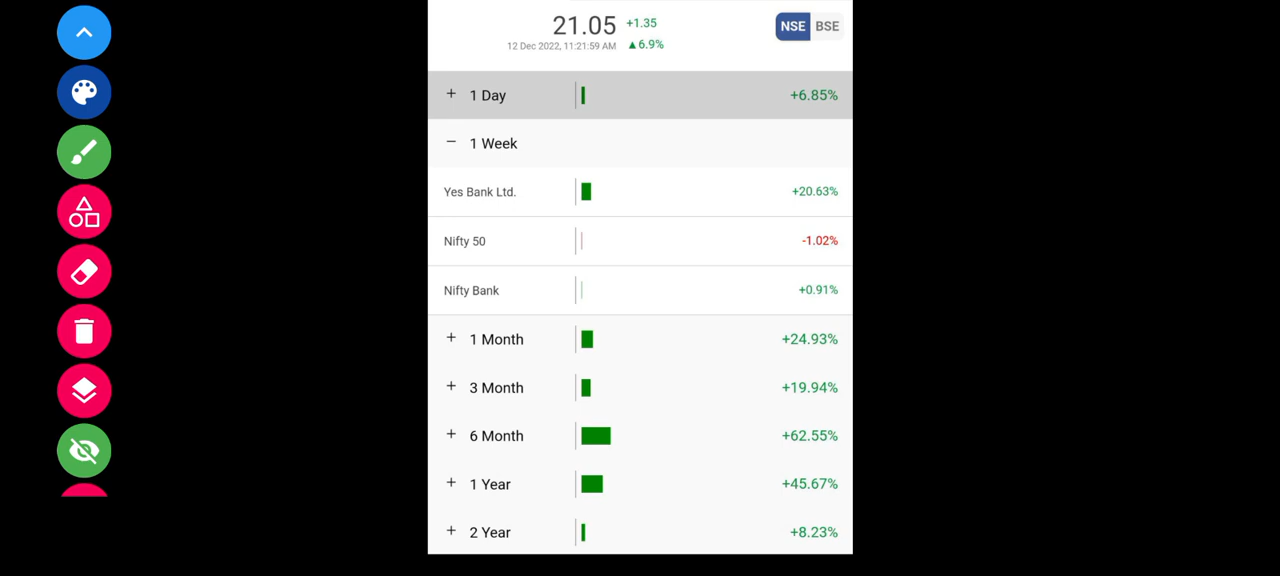 21.05 +1.35
12 Dec 2022, 11:21:59 AM ▲6.9%
NSE BSE
+ 1 Day +6.85%
− 1 Week
Yes Bank Ltd. +20.63%
Nifty 50 -1.02%
Nifty Bank +0.91%
+ 1 Month +24.93%
+ 3 Month +19.94%
+ 6 Month +62.55%
+ 1 Year +45.67%
+ 2 Year +8.23%